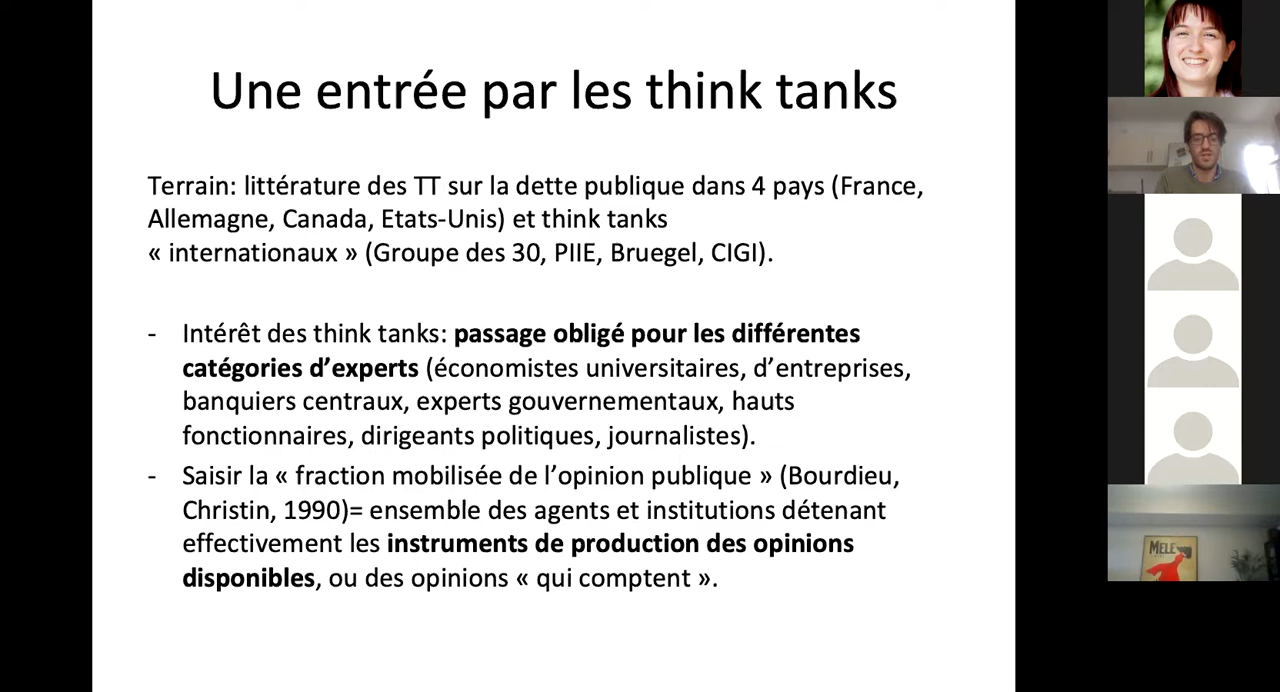 Une entrée par les think tanks
Terrain: littérature des TT sur la dette publique dans 4 pays (France,
Allemagne, Canada, Etats-Unis) et think tanks
« internationaux » (Groupe des 30, PIIE, Bruegel, CIGI).
- Intérêt des think tanks: passage obligé pour les différentes
catégories d’experts (économistes universitaires, d’entreprises,
banquiers centraux, experts gouvernementaux, hauts
fonctionnaires, dirigeants politiques, journalistes).
- Saisir la « fraction mobilisée de l’opinion publique » (Bourdieu,
Christin, 1990)= ensemble des agents et institutions détenant
effectivement les instruments de production des opinions
disponibles, ou des opinions « qui comptent ».
MELE